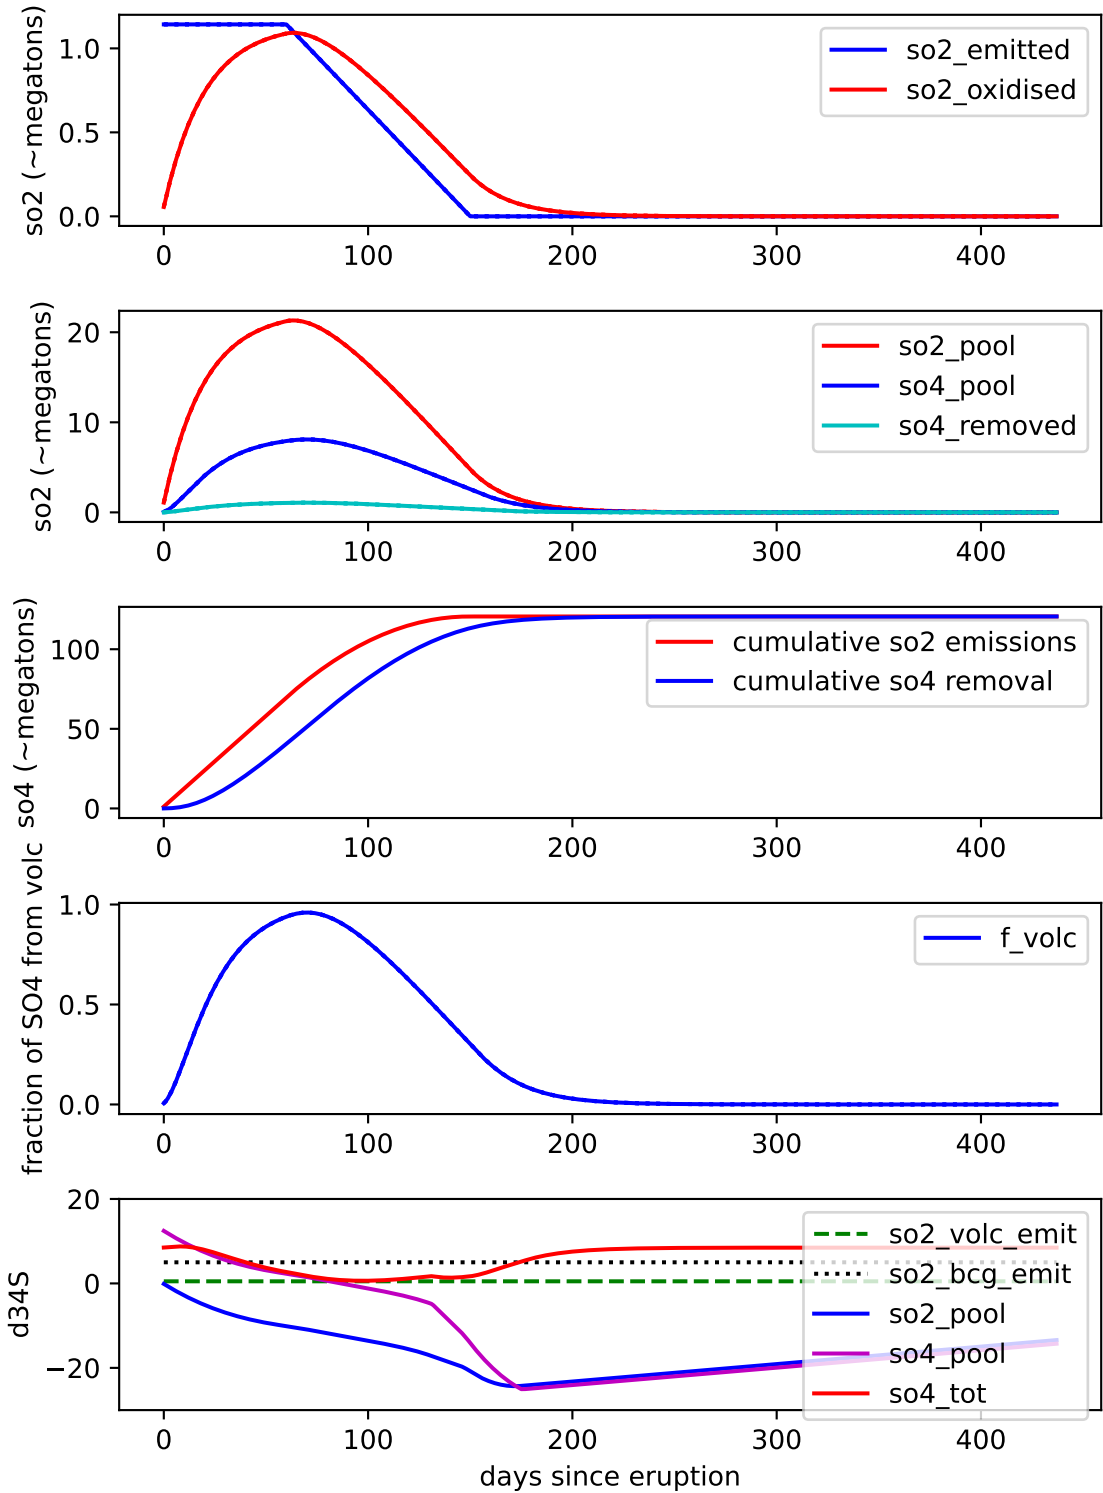 so2 (~megatons)
1.0
0.5
0.0
so2_emitted
so2_oxidised
0 100 200 300 400
so2 (~megatons)
20
10
0
so2_pool
so4_pool
so4_removed
0 100 200 300 400
so4 (~megatons)
100
50
0
cumulative so2 emissions
cumulative so4 removal
0 100 200 300 400
fraction of SO4 from volc
1.0
0.5
0.0
f_volc
0 100 200 300 400
d34S
20
0
−20
so2_volc_emit
so2_bcg_emit
so2_pool
so4_pool
so4_tot
0 100 200 300 400
days since eruption